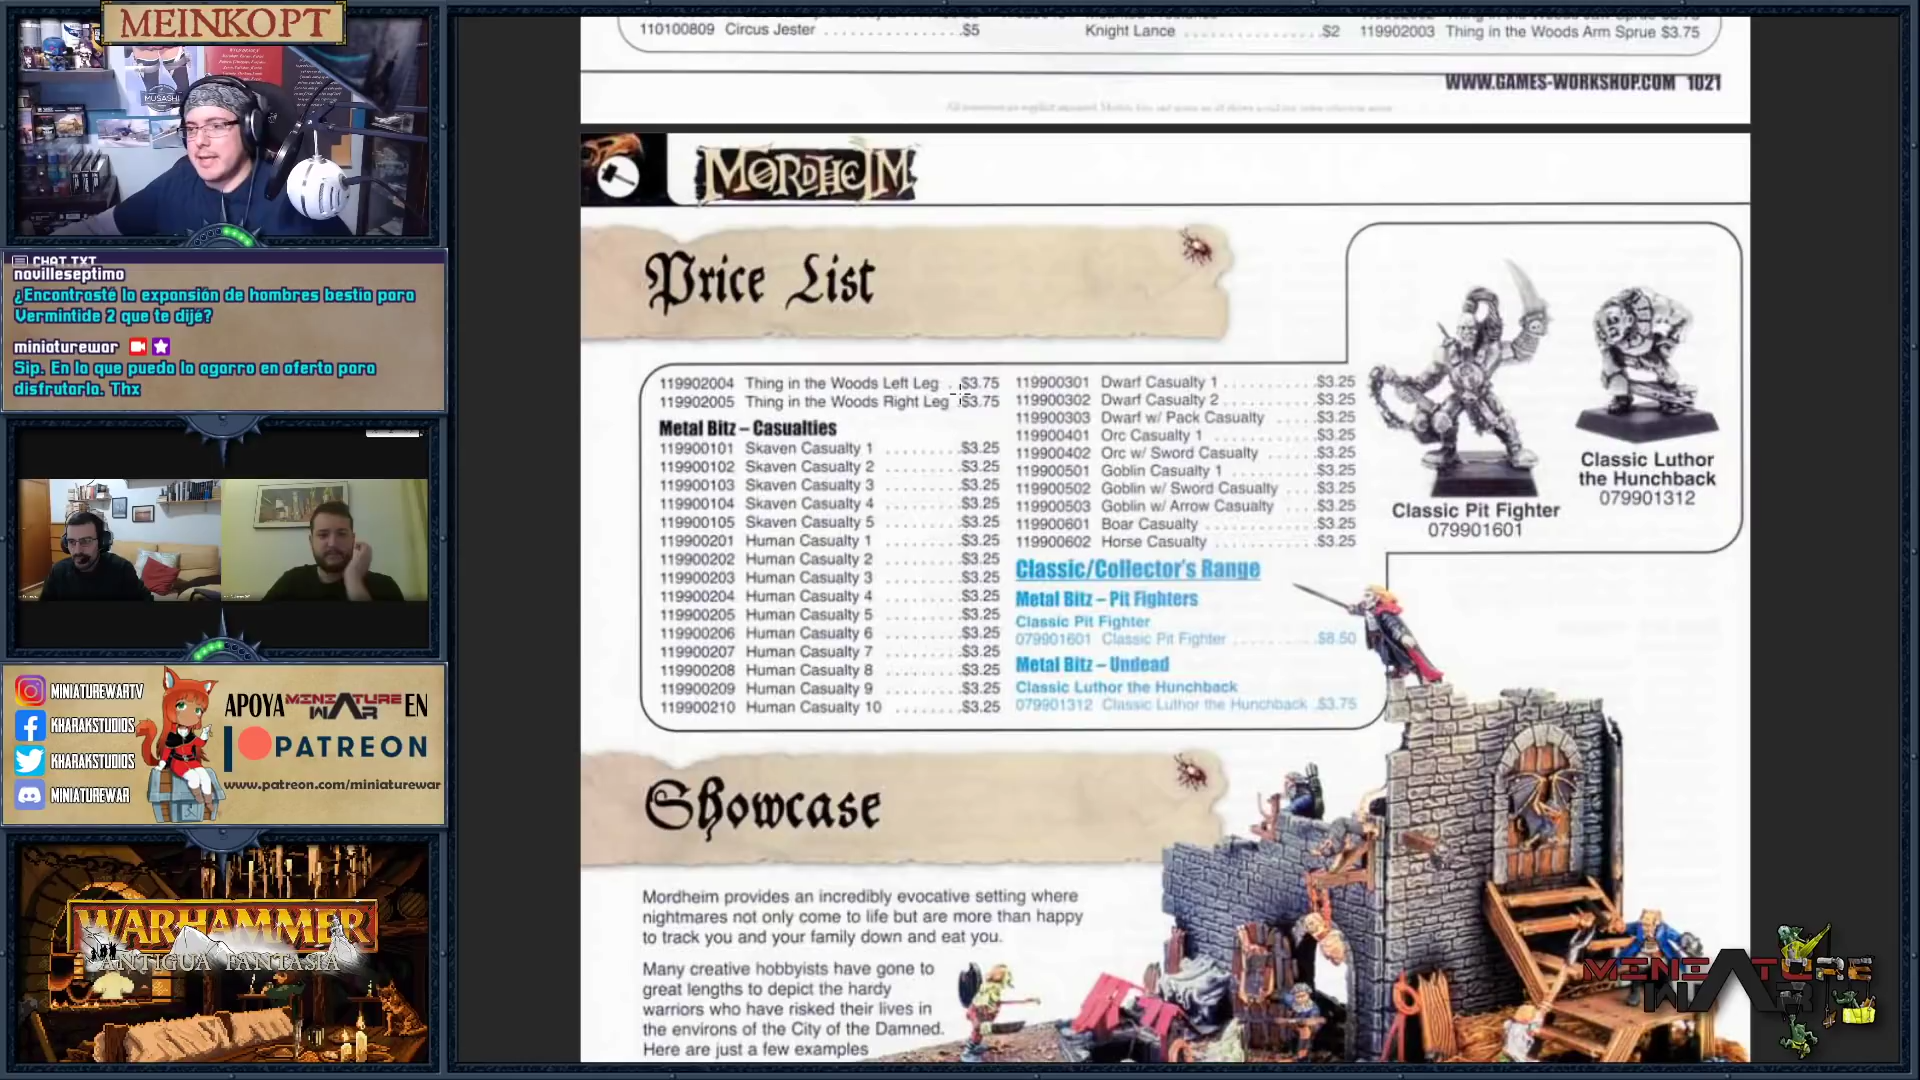 MEINKOPT
MUSASHI
CHAT.TXT
navilleseptimo
¿Encontrasté la expansión de hombres bestia para
Vermintide 2 que te dijé?
miniaturewar
Sip. En lo que pueda la agarro en oferta para
disfrutarla. Thx
MINIATUREWARTV
KHARAKSTUDIOS
KHARAKSTUDIOS
MINIATUREWAR
APOYA MINIATURE WAR EN
PATREON
www.patreon.com/miniaturewar
WARHAMMER
ANTIGUA FANTASIA
110100809 Circus Jester $5
Knight Lance $2
119902003 Thing in the Woods Arm Sprue $3.75
WWW.GAMES-WORKSHOP.COM 1021
MORDHEIM
Price List
119902004 Thing in the Woods Left Leg $3.75
119902005 Thing in the Woods Right Leg $3.75
Metal Bitz – Casualties
119900101 Skaven Casualty 1 $3.25
119900102 Skaven Casualty 2 $3.25
119900103 Skaven Casualty 3 $3.25
119900104 Skaven Casualty 4 $3.25
119900105 Skaven Casualty 5 $3.25
119900201 Human Casualty 1 $3.25
119900202 Human Casualty 2 $3.25
119900203 Human Casualty 3 $3.25
119900204 Human Casualty 4 $3.25
119900205 Human Casualty 5 $3.25
119900206 Human Casualty 6 $3.25
119900207 Human Casualty 7 $3.25
119900208 Human Casualty 8 $3.25
119900209 Human Casualty 9 $3.25
119900210 Human Casualty 10 $3.25
119900301 Dwarf Casualty 1 $3.25
119900302 Dwarf Casualty 2 $3.25
119900303 Dwarf w/ Pack Casualty $3.25
119900401 Orc Casualty 1 $3.25
119900402 Orc w/ Sword Casualty $3.25
119900501 Goblin Casualty 1 $3.25
119900502 Goblin w/ Sword Casualty $3.25
119900503 Goblin w/ Arrow Casualty $3.25
119900601 Boar Casualty $3.25
119900602 Horse Casualty $3.25
Classic/Collector's Range
Metal Bitz – Pit Fighters
Classic Pit Fighter
079901601 Classic Pit Fighter $8.50
Metal Bitz – Undead
Classic Luthor the Hunchback
079901312 Classic Luthor the Hunchback $3.75
Classic Pit Fighter
079901601
Classic Luthor
the Hunchback
079901312
Showcase
Mordheim provides an incredibly evocative setting where
nightmares not only come to life but are more than happy
to track you and your family down and eat you.
Many creative hobbyists have gone to
great lengths to depict the hardy
warriors who have risked their lives in
the environs of the City of the Damned.
Here are just a few examples
MINIATURE
WAR